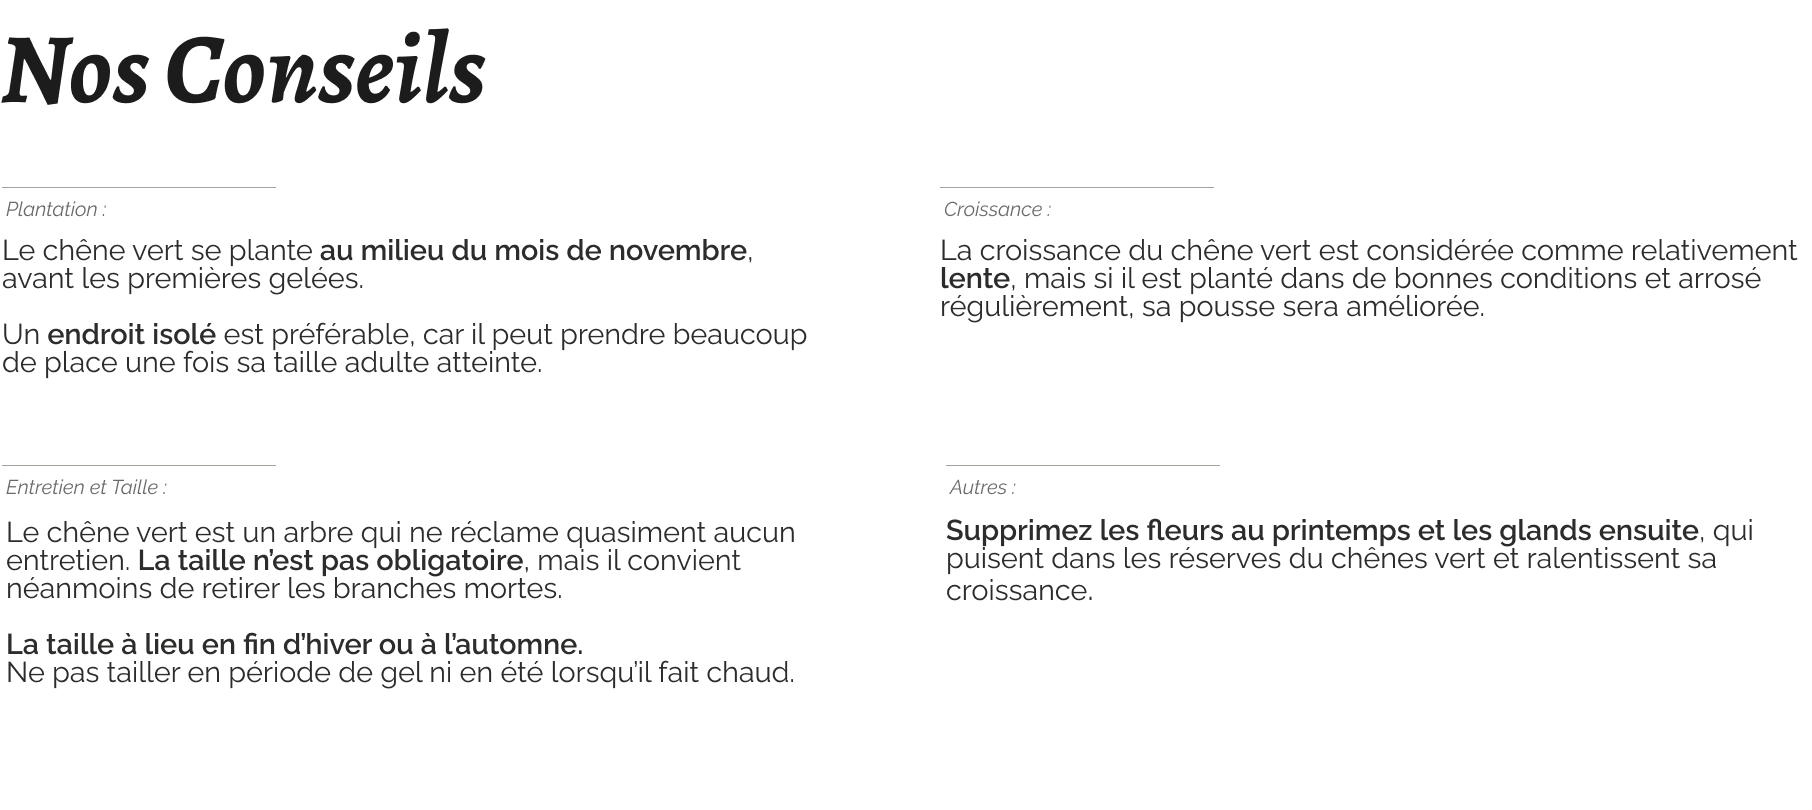 Nos Conseils
Plantation :
Le chêne vert se plante au milieu du mois de novembre,
avant les premières gelées.
Un endroit isolé est préférable, car il peut prendre beaucoup
de place une fois sa taille adulte atteinte.
Croissance :
La croissance du chêne vert est considérée comme relativement
lente, mais si il est planté dans de bonnes conditions et arrosé
régulièrement, sa pousse sera améliorée.
Entretien et Taille :
Le chêne vert est un arbre qui ne réclame quasiment aucun
entretien. La taille n’est pas obligatoire, mais il convient
néanmoins de retirer les branches mortes.
La taille à lieu en fin d’hiver ou à l’automne.
Ne pas tailler en période de gel ni en été lorsqu’il fait chaud.
Autres :
Supprimez les fleurs au printemps et les glands ensuite, qui
puisent dans les réserves du chênes vert et ralentissent sa
croissance.